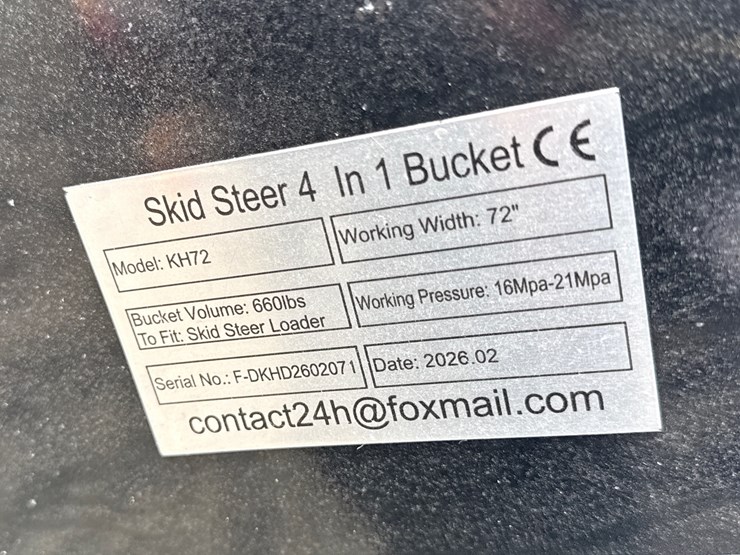 Skid Steer 4 In 1 Bucket CE
Model: KH72
Working Width: 72"
Bucket Volume: 660lbs
To Fit: Skid Steer Loader
Working Pressure: 16Mpa-21Mpa
Serial No.: F-DKHD2602071
Date: 2026.02
contact24h@foxmail.com